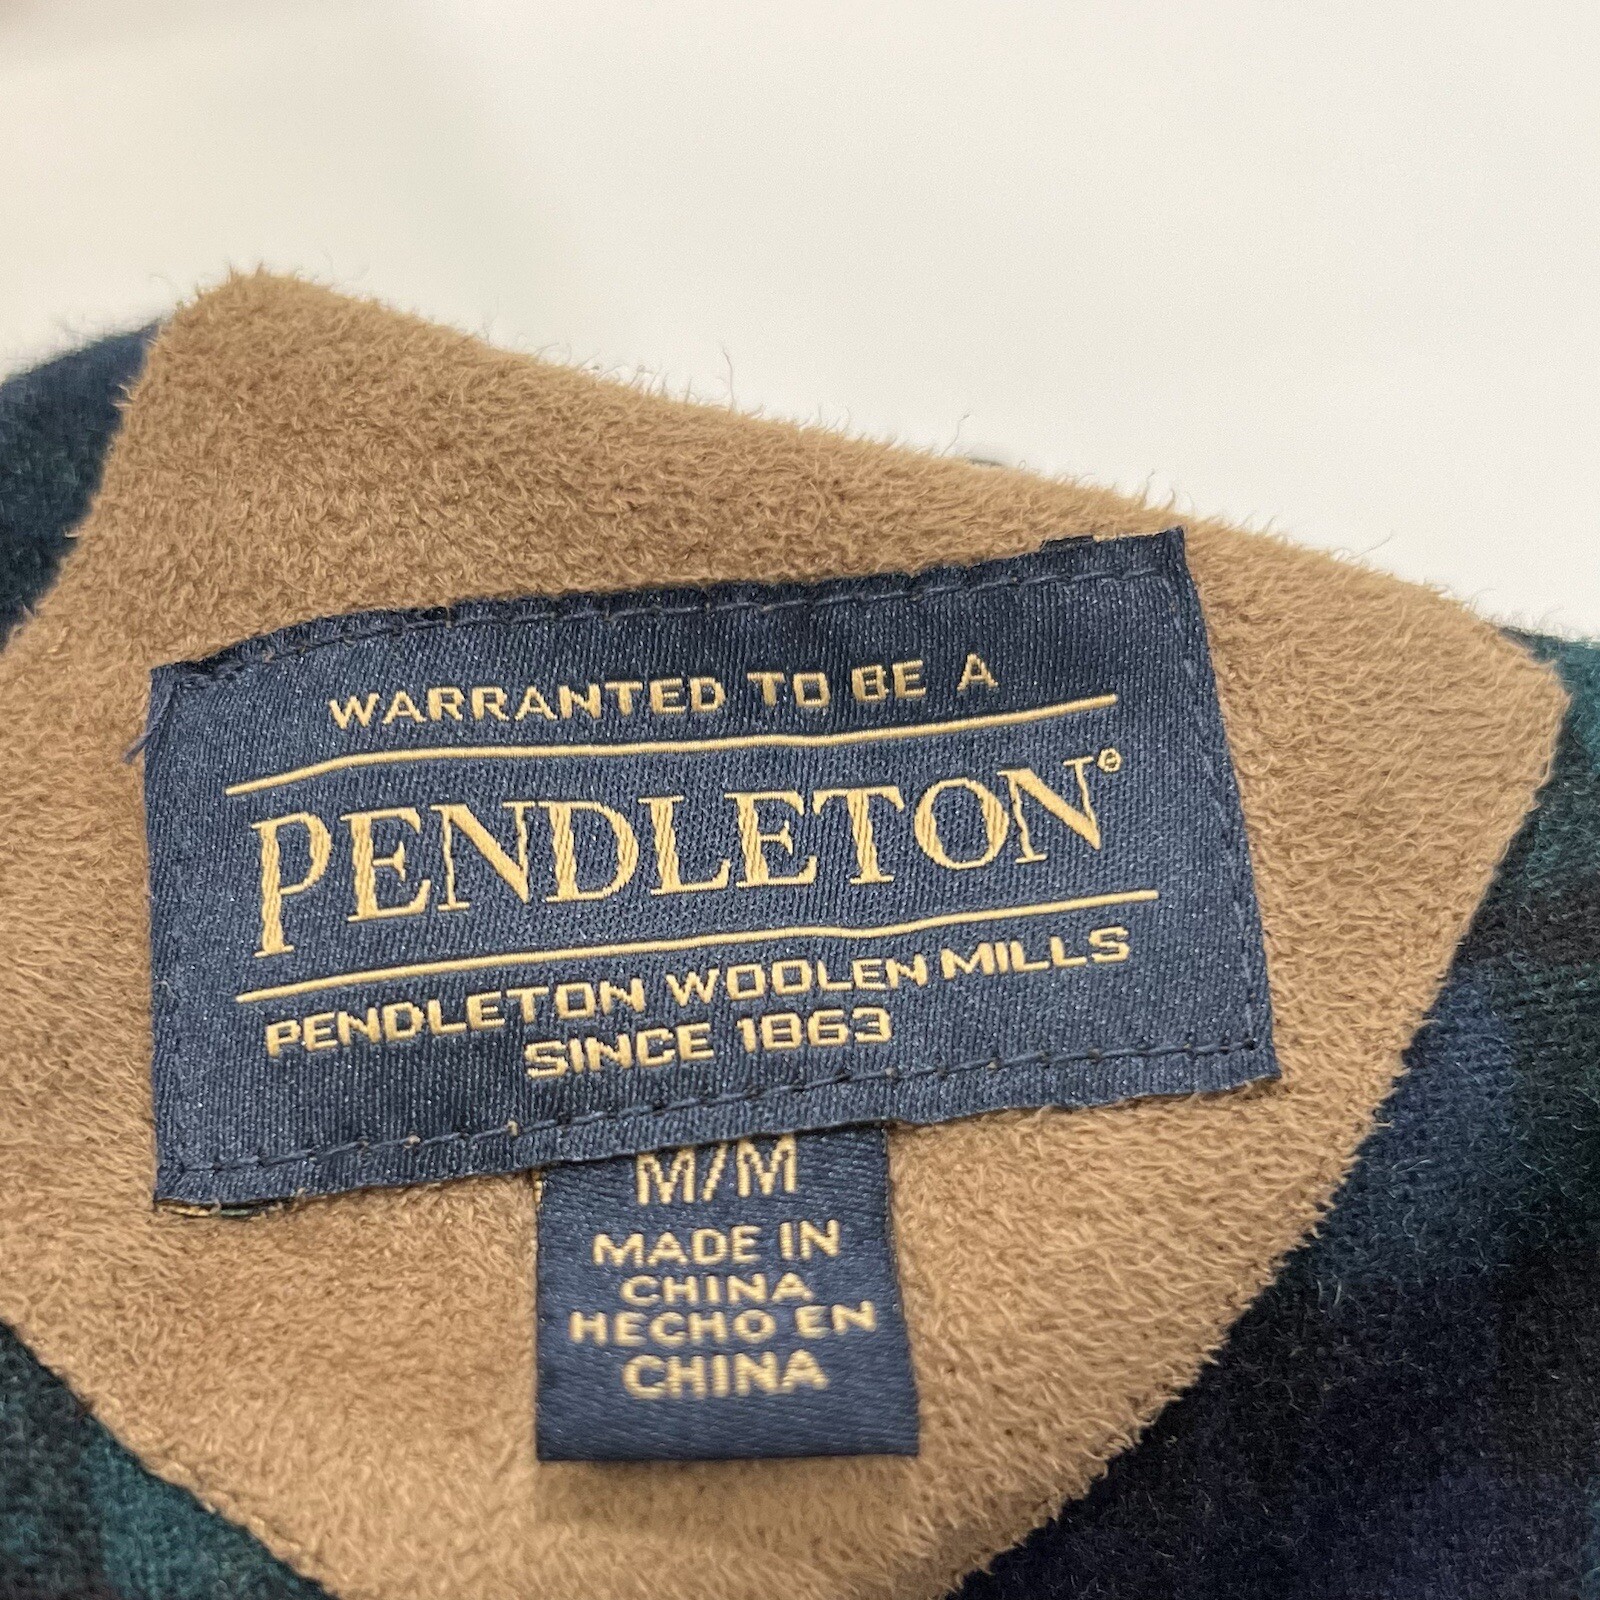 WARRANTED TO BE A
PENDLETON®
PENDLETON WOOLEN MILLS
SINCE 1863
M/M
MADE IN
CHINA
HECHO EN
CHINA